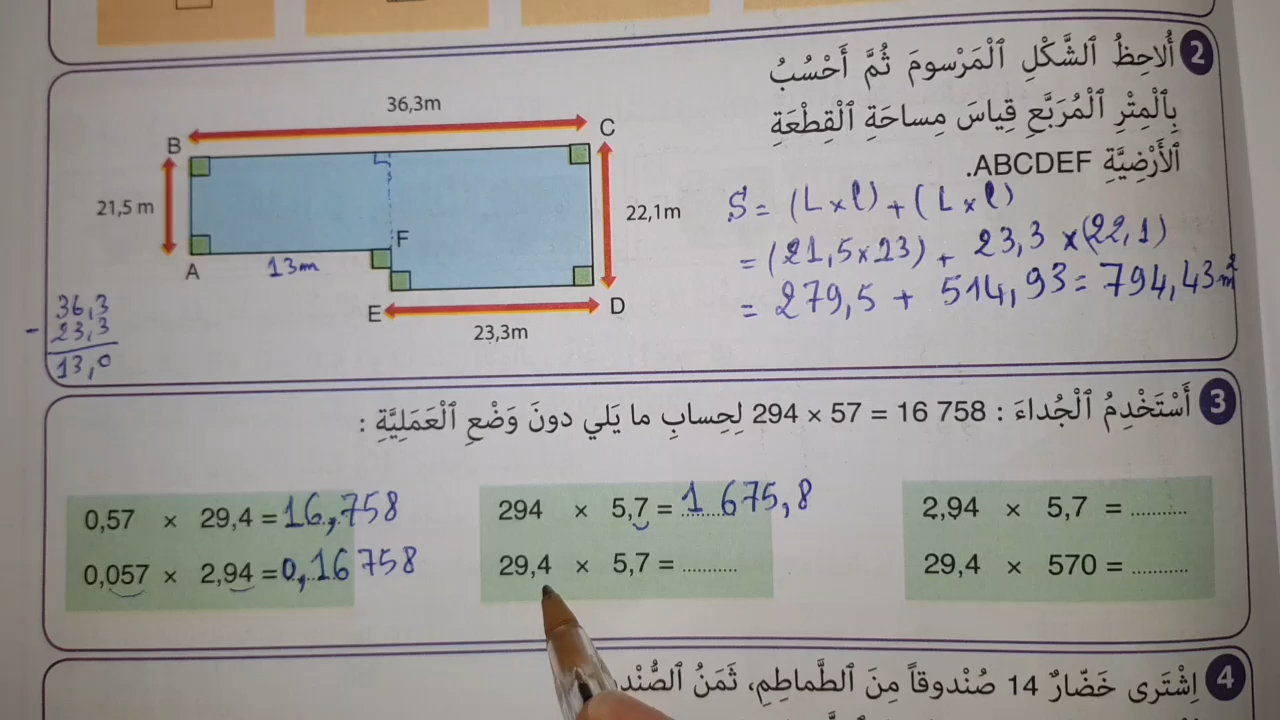 2 أُلاحِظُ ٱلشَّكْلِ ٱلْمَرْسومَ ثُمَّ أَحْسُبُ
بِٱلْمِتْرِ ٱلْمُرَبَّعِ قِياسَ مِساحَةِ ٱلْقِطْعَةِ
ٱلْأَرْضِيَّةِ ABCDEF.
36,3m
B
C
21,5 m
22,1m
F
A
13m
E
D
23,3m
36,3
- 23,3
13,0
S = (L × l) + (L × l)
= (21,5 × 23) + 23,3 × (22,1)
= 279,5 + 514,93 = 794,43m²
3 أَسْتَخْدِمُ ٱلْجُداءَ : 294 × 57 = 16 758 لِحِسابِ ما يَلي دونَ وَضْعِ ٱلْعَمَلِيَّةِ :
0,57 × 29,4 = 16,758
0,057 × 2,94 = 0,16758
294 × 5,7 = 1 675,8
29,4 × 5,7 = ...........
2,94 × 5,7 = ...........
29,4 × 570 = ...........
4 اِشْتَرى خَضّارٌ 14 صُنْدوقاً مِنَ ٱلطَّماطِمِ، ثَمَنُ